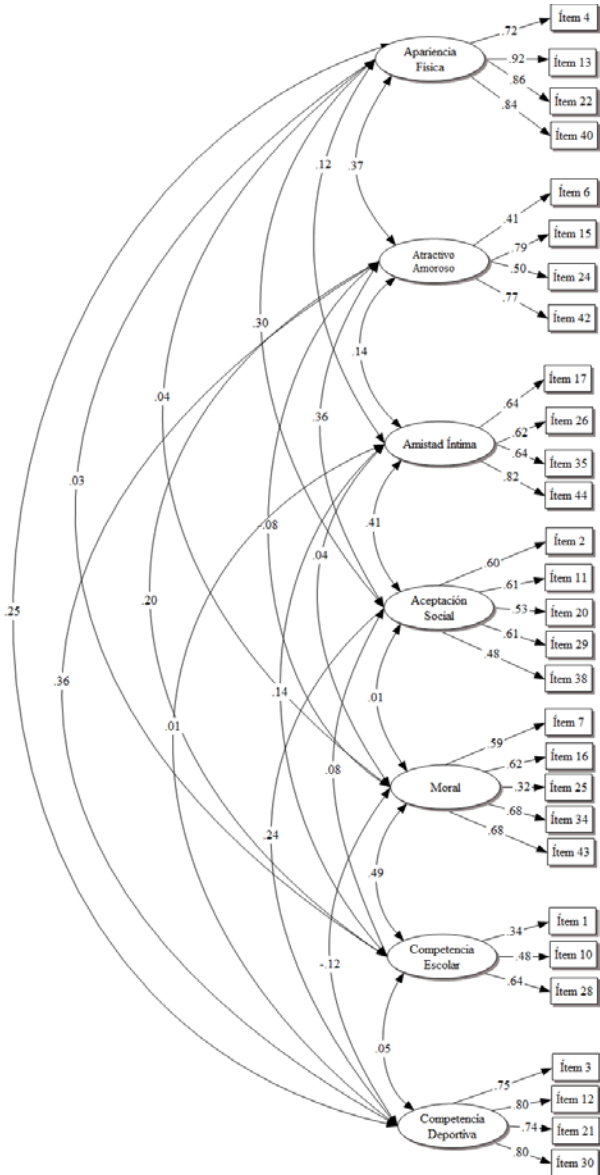 .72
Ítem 4
Apariencia
Física
.92
Ítem 13
.86
Ítem 22
.84
Ítem 40
.12
.37
Ítem 6
.41
Atractivo
Amoroso
.79
Ítem 15
.50
Ítem 24
.77
Ítem 42
.30
.14
.04
.36
Ítem 17
.64
Amistad Íntima
.62
Ítem 26
.64
Ítem 35
.82
Ítem 44
.03
-.08
.41
.04
Ítem 2
.60
Aceptación
Social
.61
Ítem 11
.53
Ítem 20
.61
Ítem 29
.48
Ítem 38
.25
.20
.36
.14
.01
.01
.08
Ítem 7
.59
Moral
.62
Ítem 16
.32
Ítem 25
.68
Ítem 34
.68
Ítem 43
.24
.49
-.12
Ítem 1
.34
Competencia
Escolar
.48
Ítem 10
.64
Ítem 28
.05
Ítem 3
.75
Competencia
Deportiva
.80
Ítem 12
.74
Ítem 21
.80
Ítem 30